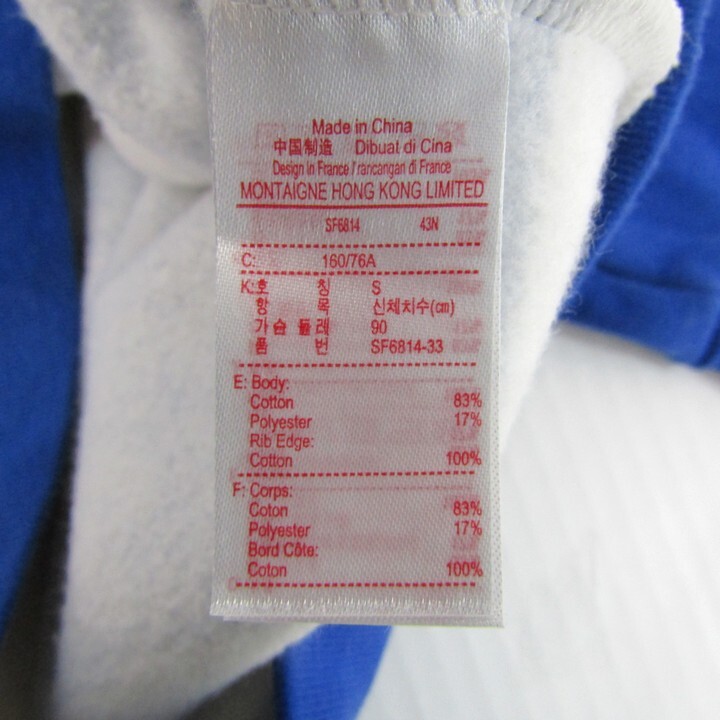 Made in China
中国制造 Dibuat di Cina
Design in France/rancangan di France
MONTAIGNE HONG KONG LIMITED
SF6814 43N
C: 160/76A
K:호 칭 S
항 목 신체치수(cm)
가슴 둘레 90
품 번 SF6814-33
E: Body:
Cotton 83%
Polyester 17%
Rib Edge:
Cotton 100%
F: Corps:
Coton 83%
Polyester 17%
Bord Côte:
Coton 100%